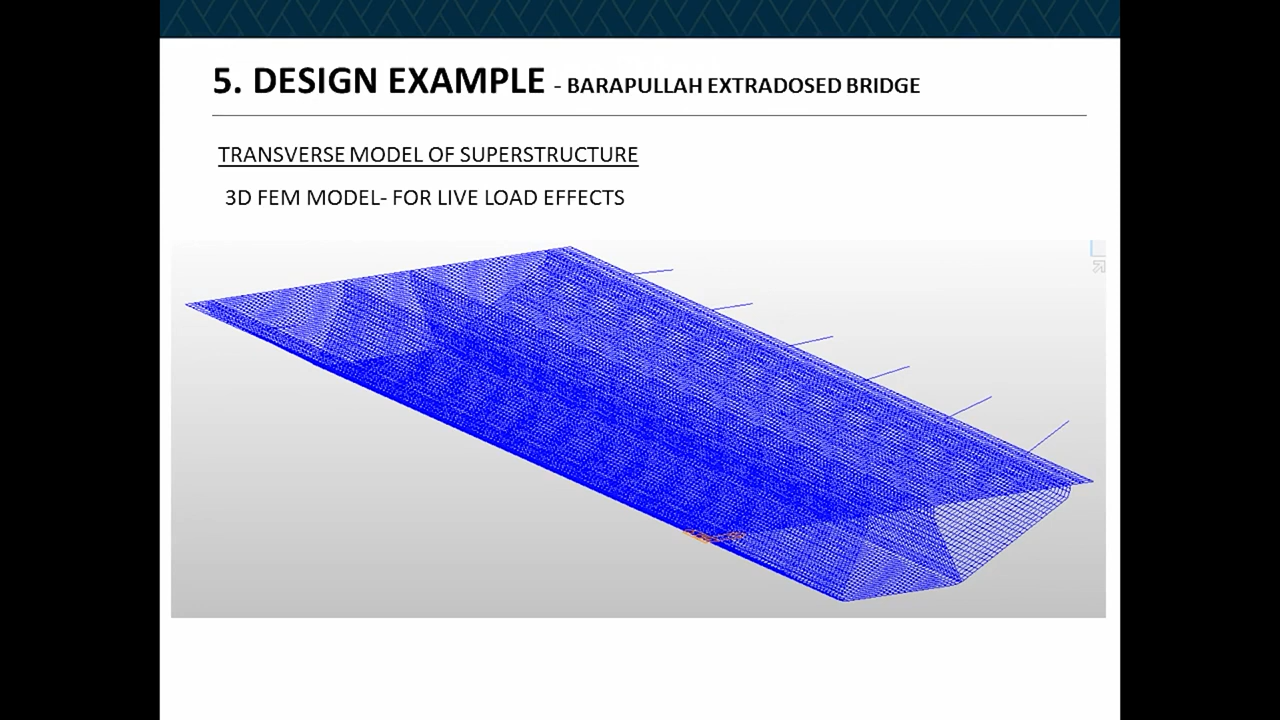 5. DESIGN EXAMPLE - BARAPULLAH EXTRADOSED BRIDGE
TRANSVERSE MODEL OF SUPERSTRUCTURE
3D FEM MODEL- FOR LIVE LOAD EFFECTS